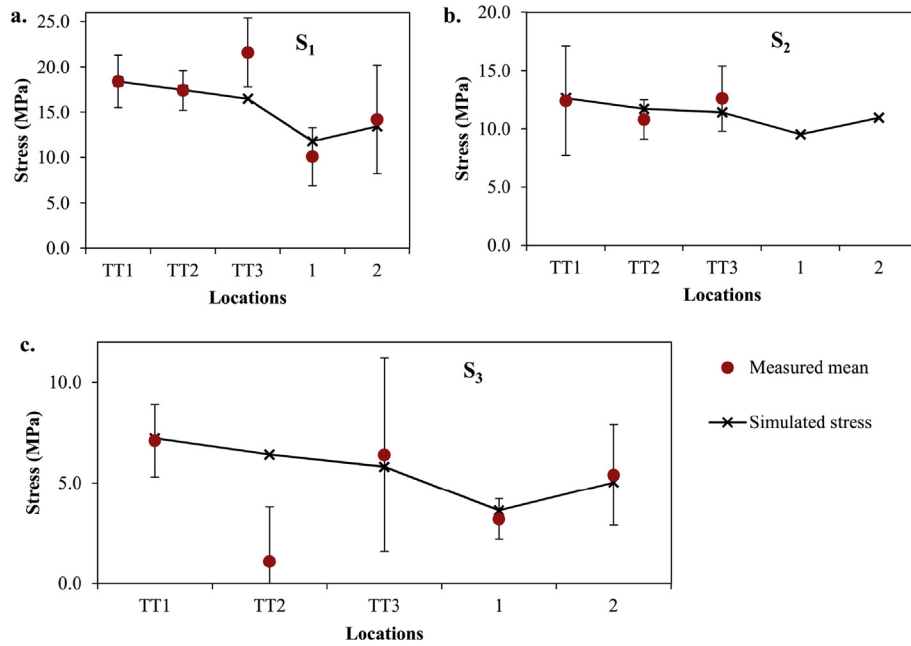 a.
S1
25.0
20.0
15.0
10.0
5.0
0.0
Stress (MPa)
TT1 TT2 TT3 1 2
Locations
b.
S2
20.0
15.0
10.0
5.0
0.0
Stress (MPa)
TT1 TT2 TT3 1 2
Locations
c.
S3
10.0
5.0
0.0
Stress (MPa)
TT1 TT2 TT3 1 2
Locations
Measured mean
Simulated stress